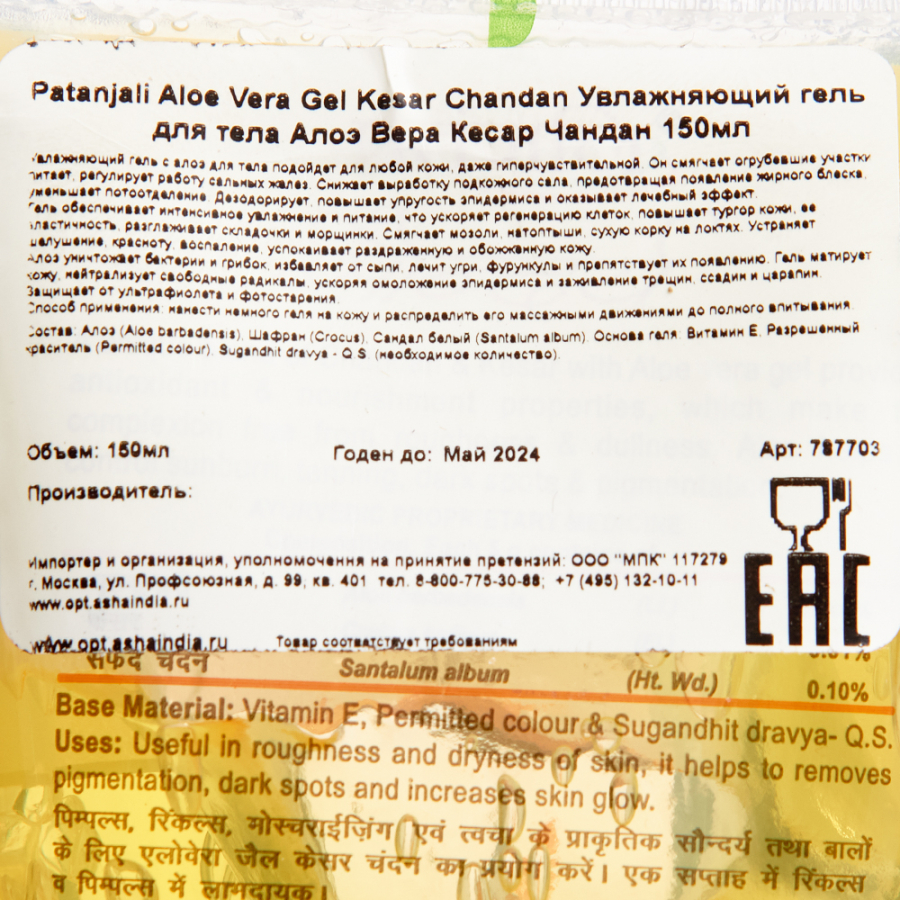 Patanjali Aloe Vera Gel Kesar Chandan Увлажняющий гель
для тела Алоэ Вера Кесар Чандан 150мл
увлажняющий гель с алоэ для тела подойдет для любой кожи, даже гиперчувствительной. Он смягчает огрубевшие участки
питает, регулирует работу сальных желез. Снижает выработку подкожного сала, предотвращая появление жирного блеска,
уменьшает потоотделение. Дезодорирует, повышает упругость эпидермиса и оказывает лечебный эффект.
Гель обеспечивает интенсивное увлажнение и питание, что ускоряет регенерацию клеток, повышает тургор кожи, ее
эластичность, разглаживает складочки и морщинки. Смягчает мозоли, натоптыши, сухую корку на локтях. Устраняет
шелушение, красноту, воспаление, успокаивает раздраженную и обожженную кожу.
Алоэ уничтожает бактерии и грибок, избавляет от сыпи, лечит угри, фурункулы и препятствует их появлению. Гель матирует
кожу, нейтрализует свободные радикалы, ускоряя омоложение эпидермиса и заживление трещин, ссадин и царапин.
Защищает от ультрафиолета и фотостарения.
Способ применения: нанести немного геля на кожу и распределить его массажными движениями до полного впитывания.
Состав: Алоэ (Aloe barbadensis), Шафран (Crocus), Сандал белый (Santalum album). Основа геля: Витамин Е, Разрешенный
краситель (Permitted colour), Sugandhit dravya - Q.S. (необходимое количество).
Объем: 150мл Годен до: Май 2024 Арт: 787703
Производитель:
Импортер и организация, уполномочення на принятие претензий: ООО "МПК" 117279
г. Москва, ул. Профсоюзная, д. 99, кв. 401 тел. 8-800-775-30-88; +7 (495) 132-10-11
www.opt.ashaindia.ru
www.opt.ashaindia.ru Товар соответствует требованиям
EAC
सफेद चंदन Santalum album (Ht. Wd.) 0.10%
Base Material: Vitamin E, Permitted colour & Sugandhit dravya- Q.S.
Uses: Useful in roughness and dryness of skin, it helps to removes
pigmentation, dark spots and increases skin glow.
पिम्पल्स, रिंकल्स, मोस्चराईज़िंग एवं त्वचा के प्राकृतिक सौन्दर्य तथा बालों
के लिए एलोवेरा जैल केसर चंदन का प्रयोग करें। एक सप्ताह में रिंकल्स
व पिम्पल्स में लाभदायक।